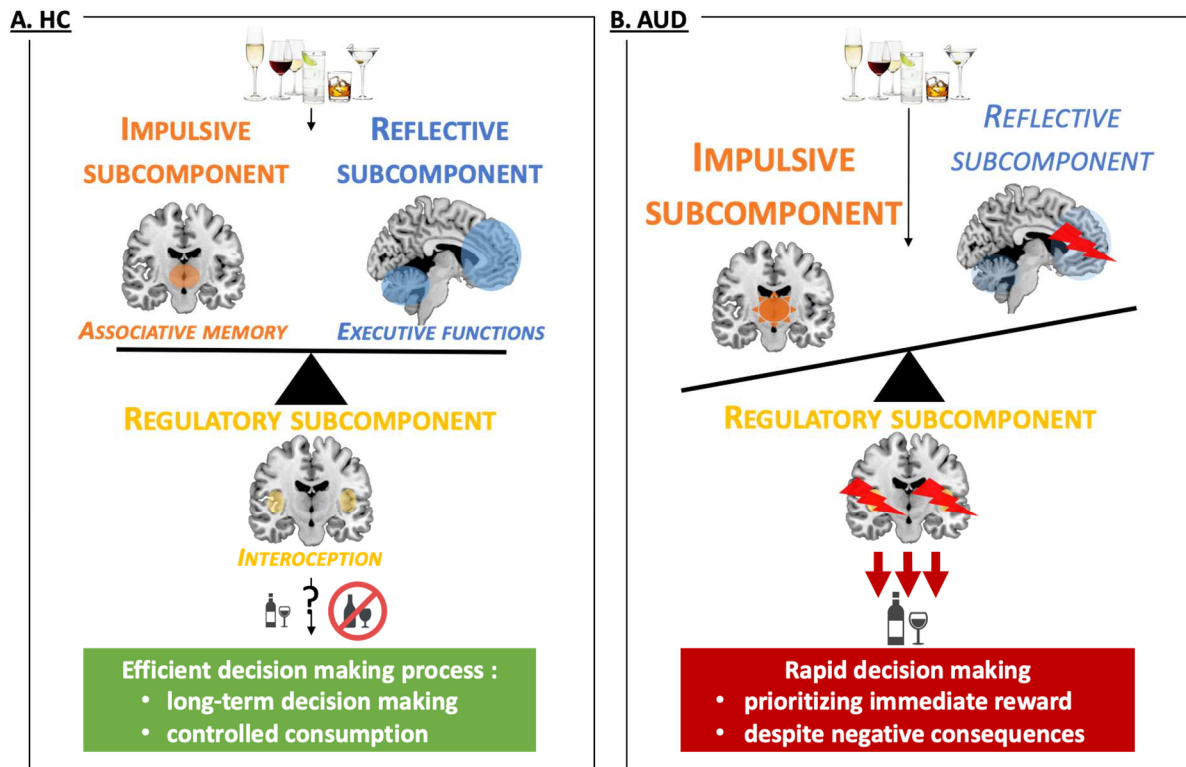 A. HC
IMPULSIVE
SUBCOMPONENT
REFLECTIVE
SUBCOMPONENT
ASSOCIATIVE MEMORY
EXECUTIVE FUNCTIONS
REGULATORY SUBCOMPONENT
INTEROCEPTION
?
Efficient decision making process :
• long-term decision making
• controlled consumption
B. AUD
IMPULSIVE
SUBCOMPONENT
REFLECTIVE
SUBCOMPONENT
REGULATORY SUBCOMPONENT
Rapid decision making
• prioritizing immediate reward
• despite negative consequences